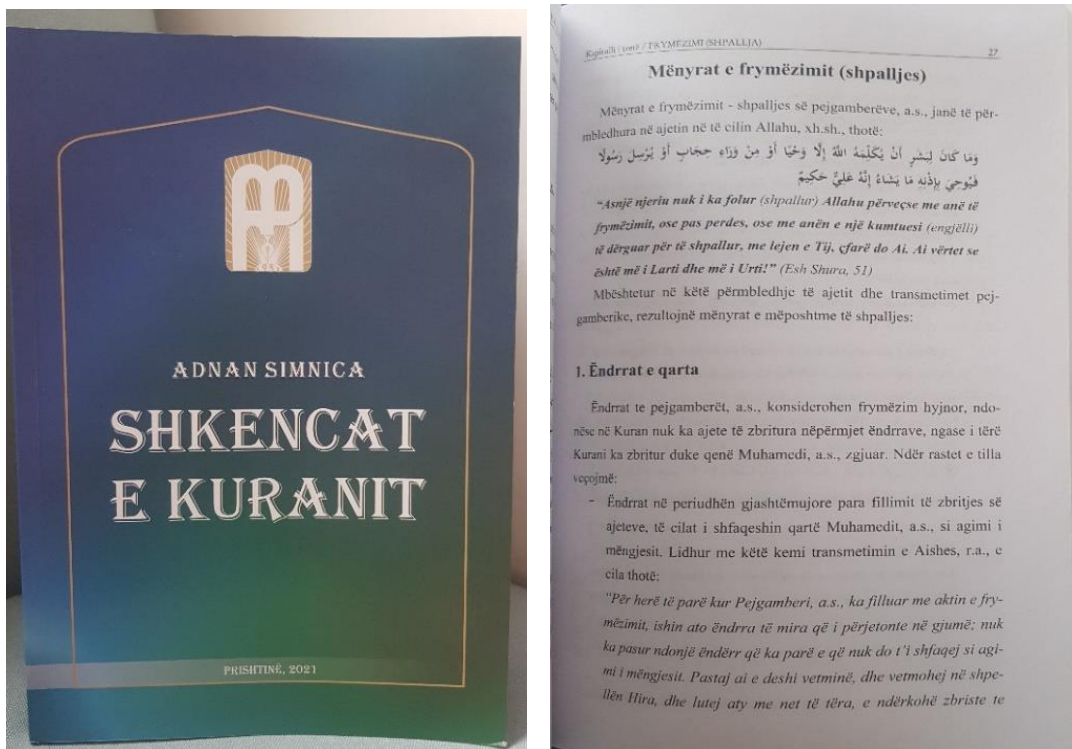 ADNAN SIMNICA
SHKENCAT
E KURANIT
PRISHTINË, 2021
Kapitulli i tretë / FRYMËZIMI (SHPALLJA) 27
Mënyrat e frymëzimit (shpalljes)
Mënyrat e frymëzimit - shpalljes së pejgamberëve, a.s., janë të për-
mbledhura në ajetin në të cilin Allahu, xh.sh., thotë:
وَمَا كَانَ لِبَشَرٍ أَنْ يُكَلِّمَهُ اللَّهُ إِلَّا وَحْيًا أَوْ مِنْ وَرَاءِ حِجَابٍ أَوْ يُرْسِلَ رَسُولًا
فَيُوحِيَ بِإِذْنِهِ مَا يَشَاءُ إِنَّهُ عَلِيٌّ حَكِيمٌ
“Asnjë njeriu nuk i ka folur (shpallur) Allahu përveçse me anë të
frymëzimit, ose pas perdes, ose me anën e një kumtuesi (engjëlli)
të dërguar për të shpallur, me lejen e Tij, çfarë do Ai. Ai vërtet se
është më i Larti dhe më i Urti!” (Esh Shura, 51)
Mbështetur në këtë përmbledhje të ajetit dhe transmetimet pej-
gamberike, rezultojnë mënyrat e mëposhtme të shpalljes:
1. Ëndrrat e qarta
Ëndrrat te pejgamberët, a.s., konsiderohen frymëzim hyjnor, ndo-
nëse në Kuran nuk ka ajete të zbritura nëpërmjet ëndrrave, ngase i tërë
Kurani ka zbritur duke qenë Muhamedi, a.s., zgjuar. Ndër rastet e tilla
veçojmë:
- Ëndrrat në periudhën gjashtëmujore para fillimit të zbritjes së
ajeteve, të cilat i shfaqeshin qartë Muhamedit, a.s., si agimi i
mëngjesit. Lidhur me këtë kemi transmetimin e Aishes, r.a., e
cila thotë:
"Për herë të parë kur Pejgamberi, a.s., ka filluar me aktin e fry-
mëzimit, ishin ato ëndrra të mira që i përjetonte në gjumë; nuk
ka pasur ndonjë ëndërr që ka parë e që nuk do t’i shfaqej si agi-
mi i mëngjesit. Pastaj ai e deshi vetminë, dhe vetmohej në shpe-
llën Hira, dhe lutej aty me net të tëra, e ndërkohë zbriste te